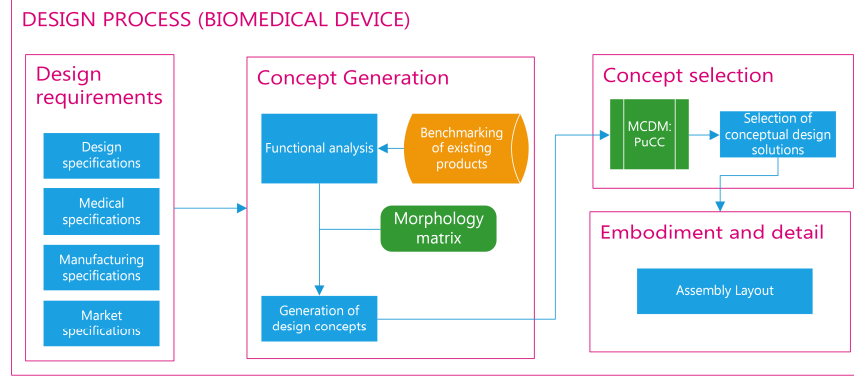 DESIGN PROCESS (BIOMEDICAL DEVICE)
Design
requirements
Design
specifications
Medical
specifications
Manufacturing
specifications
Market
specifications
Concept Generation
Functional analysis
Benchmarking
of existing
products
Morphology
matrix
Generation of
design concepts
Concept selection
MCDM:
PuCC
Selection of
conceptual design
solutions
Embodiment and detail
Assembly Layout